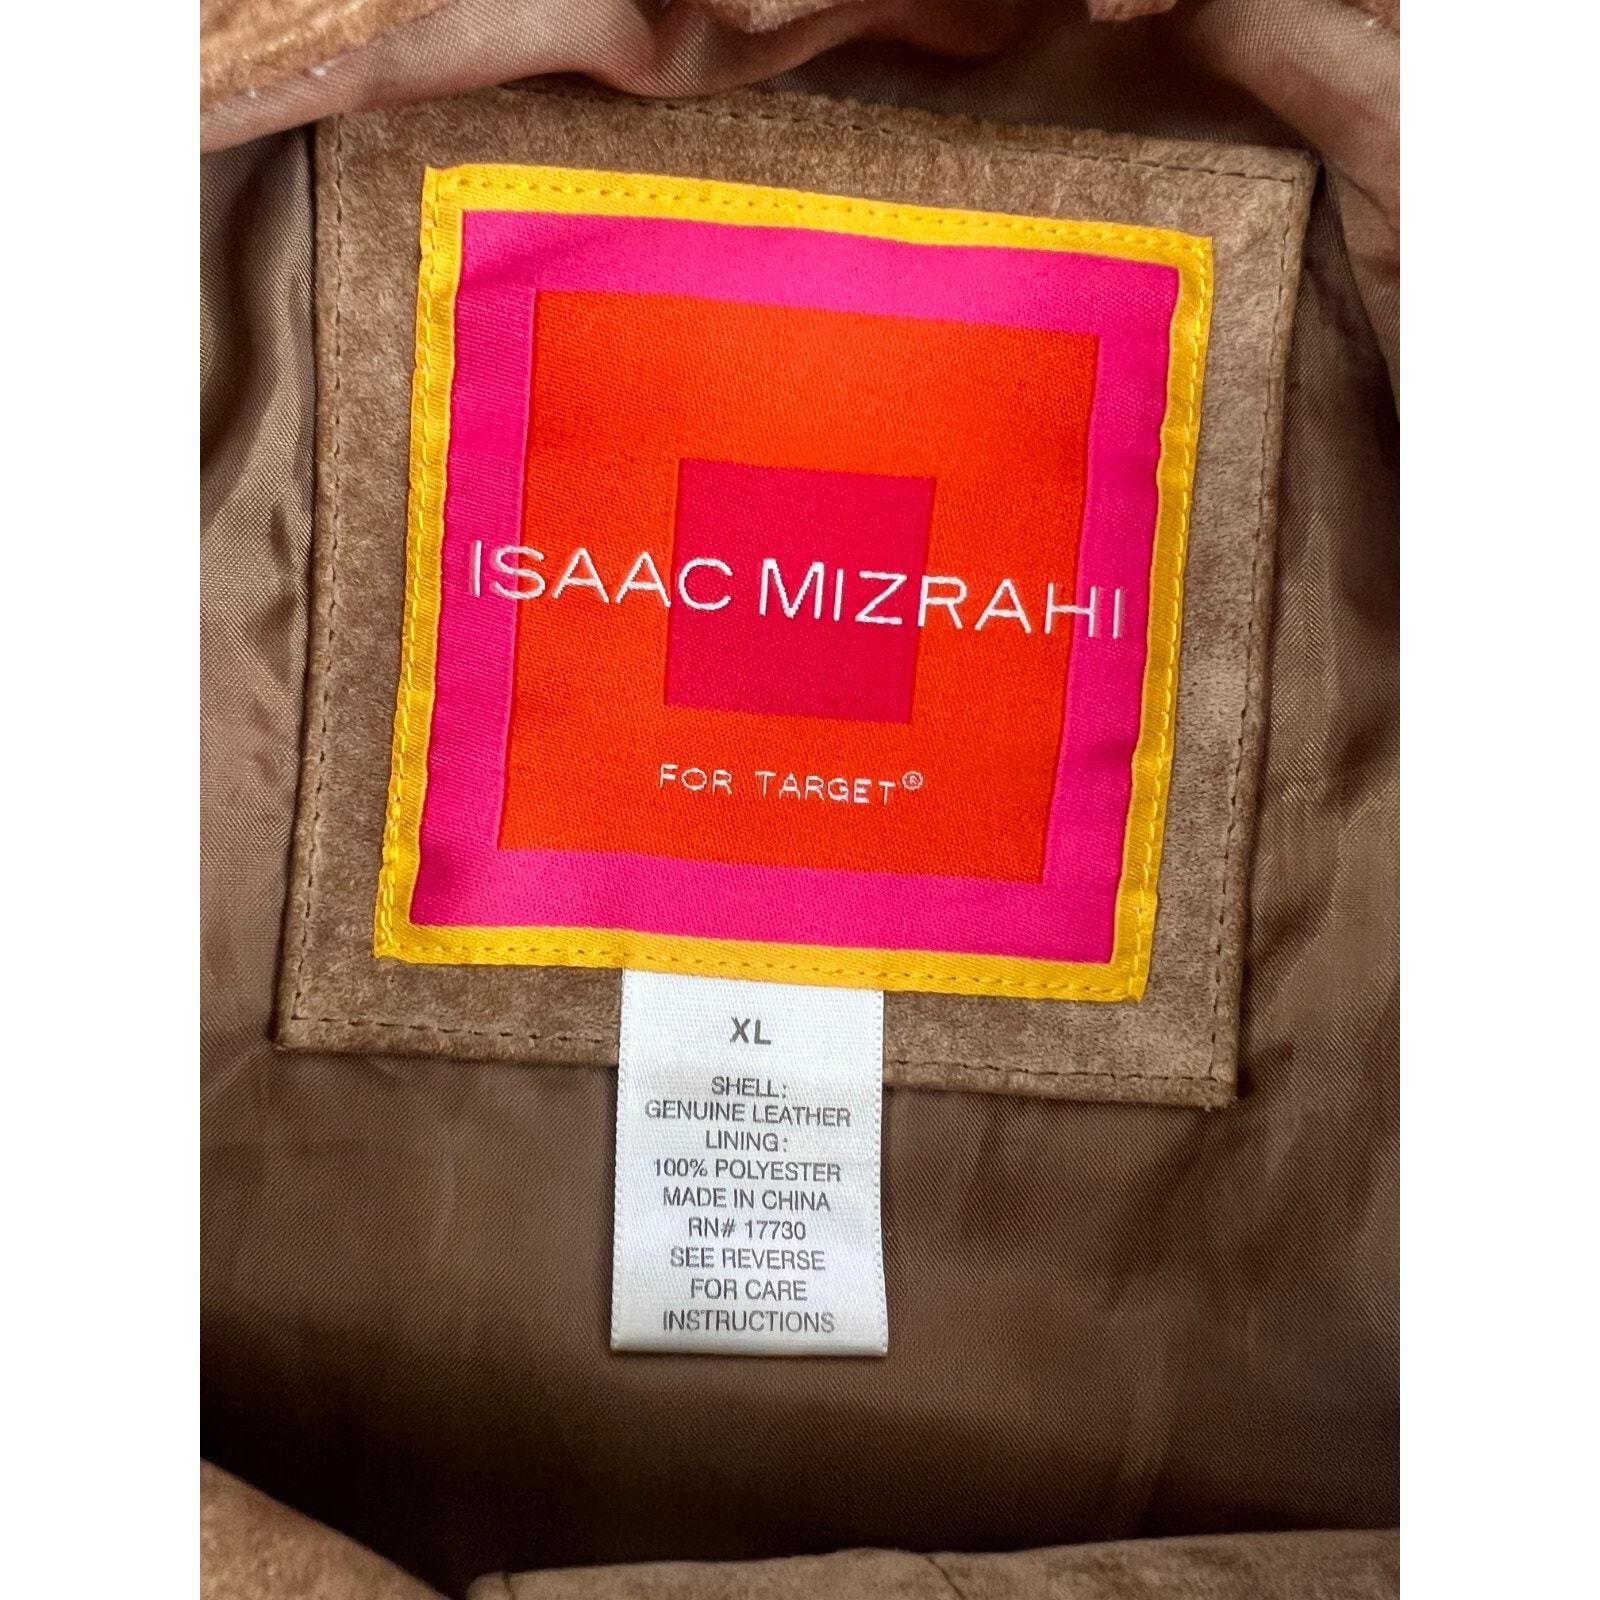 ISAAC MIZRAHI
FOR TARGET®
XL
SHELL:
GENUINE LEATHER
LINING:
100% POLYESTER
MADE IN CHINA
RN# 17730
SEE REVERSE
FOR CARE
INSTRUCTIONS